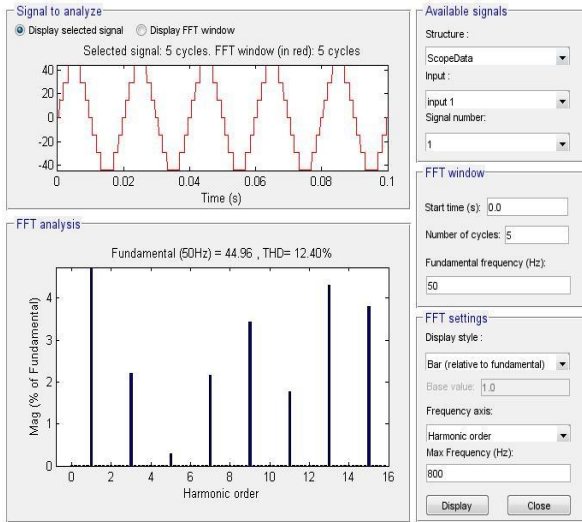 Signal to analyze
Display selected signal Display FFT window
Selected signal: 5 cycles. FFT window (in red): 5 cycles
40
20
0
-20
-40
0 0.02 0.04 0.06 0.08 0.1
Time (s)
FFT analysis
Fundamental (50Hz) = 44.96 , THD= 12.40%
Mag (% of Fundamental)
4
3
2
1
0
0 2 4 6 8 10 12 14 16
Harmonic order
Available signals
Structure :
ScopeData
Input :
input 1
Signal number:
1
FFT window
Start time (s): 0.0
Number of cycles: 5
Fundamental frequency (Hz):
50
FFT settings
Display style :
Bar (relative to fundamental)
Base value: 1.0
Frequency axis:
Harmonic order
Max Frequency (Hz):
800
Display Close